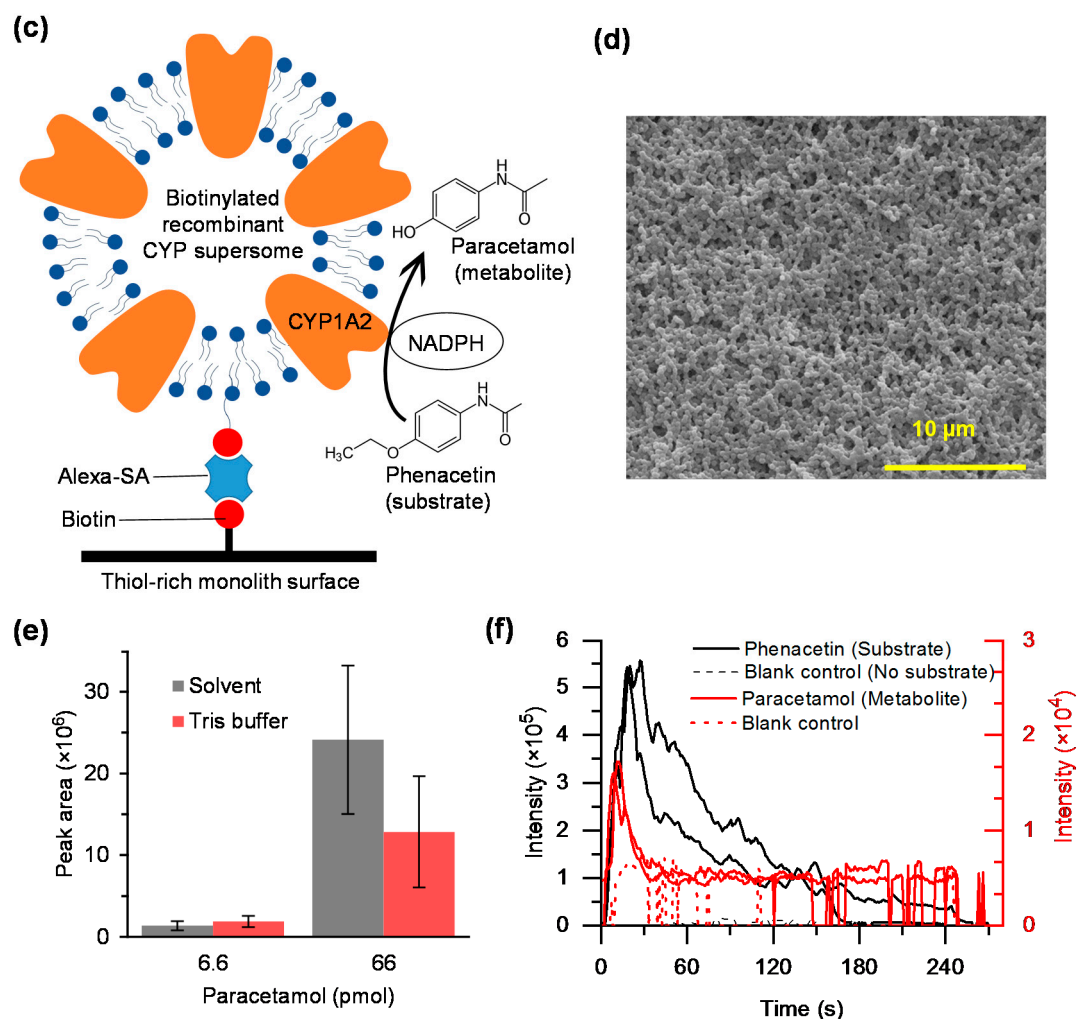 (c)
Biotinylated
recombinant
CYP supersome
CYP1A2
NADPH
H
N
O
HO
Paracetamol
(metabolite)
H
N
O
O
H₃C
Phenacetin
(substrate)
Alexa-SA
Biotin
Thiol-rich monolith surface
(d)
10 µm
(e)
Peak area (×10⁶)
30
20
10
0
Solvent
Tris buffer
6.6
66
Paracetamol (pmol)
(f)
Intensity (×10⁵)
6
5
4
3
2
1
0
Phenacetin (Substrate)
Blank control (No substrate)
Paracetamol (Metabolite)
Blank control
3
2
1
0
Intensity (×10⁴)
0
60
120
180
240
Time (s)